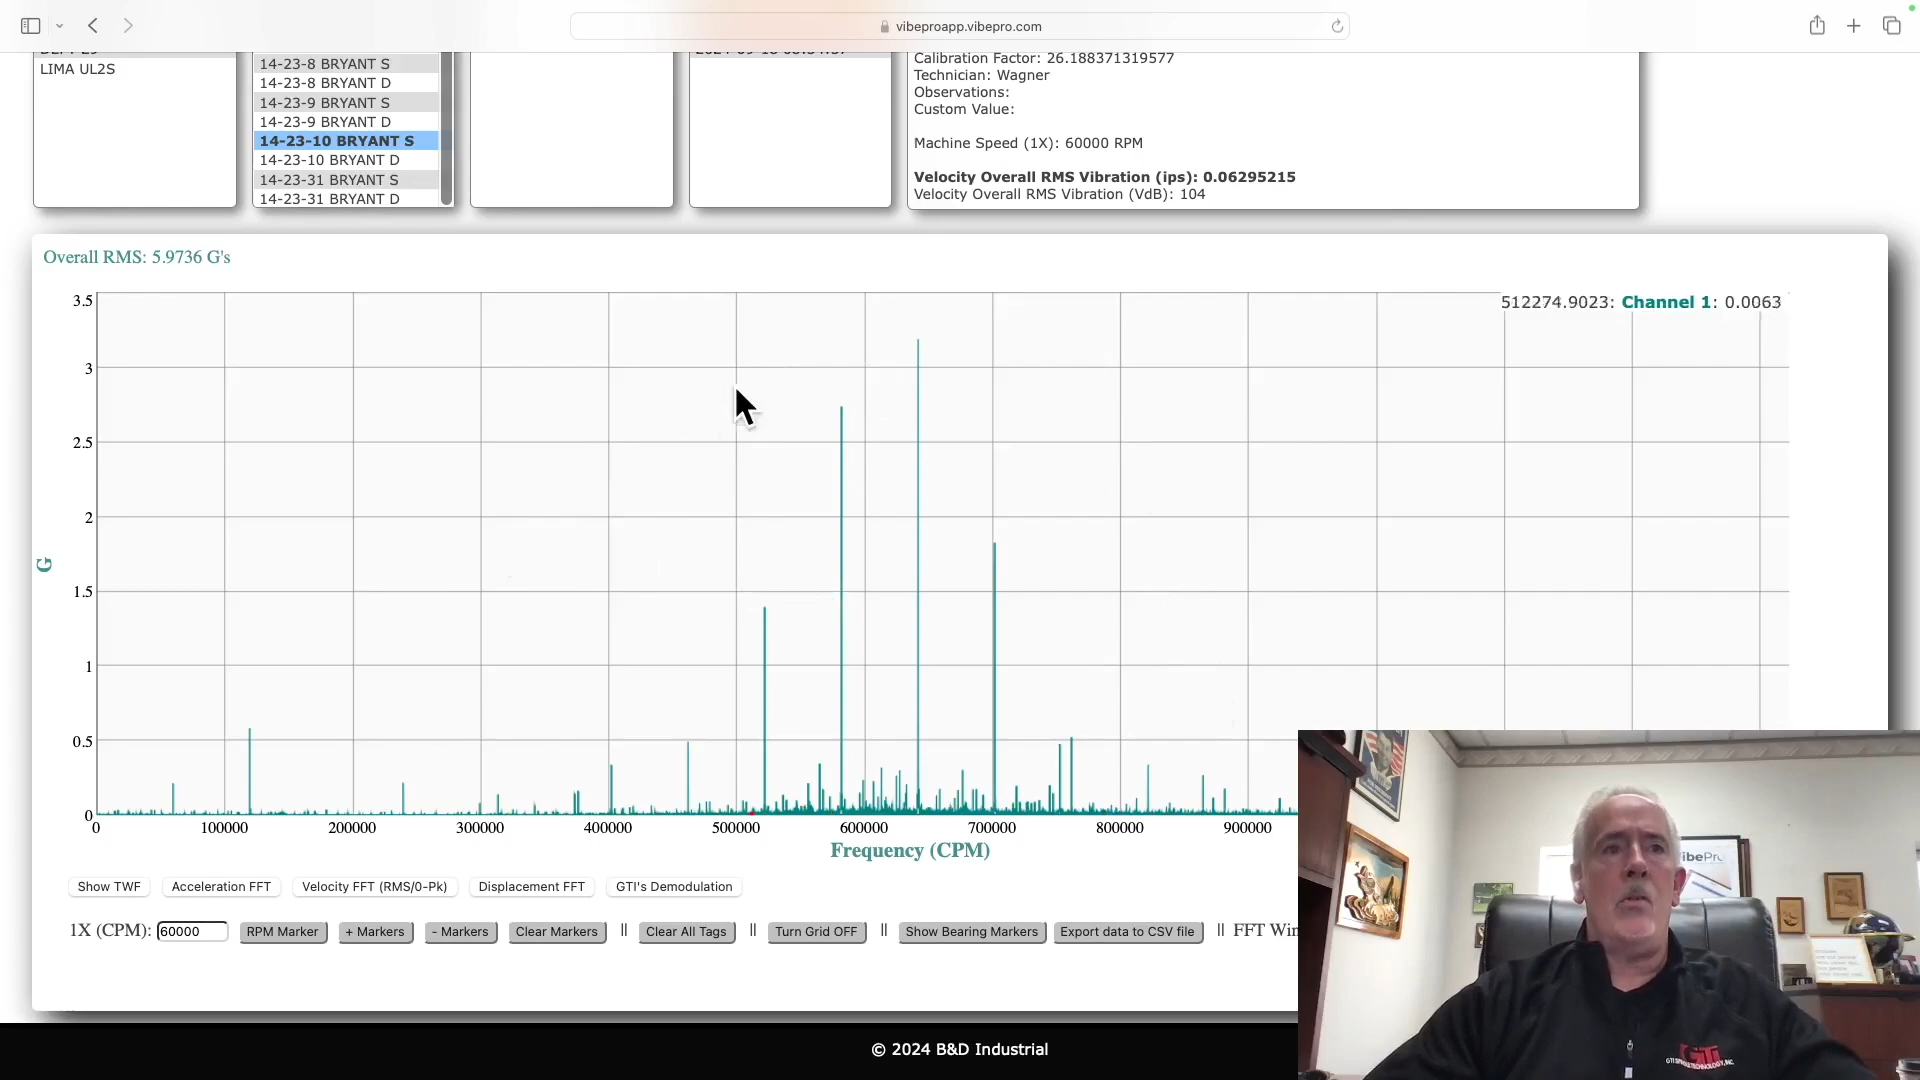 vibeproapp.vibepro.com
LIMA UL2S
14-23-8 BRYANT S
14-23-8 BRYANT D
14-23-9 BRYANT S
14-23-9 BRYANT D
14-23-10 BRYANT S
14-23-10 BRYANT D
14-23-31 BRYANT S
14-23-31 BRYANT D
Calibration Factor: 26.188371319577
Technician: Wagner
Observations:
Custom Value:
Machine Speed (1X): 60000 RPM
Velocity Overall RMS Vibration (ips): 0.06295215
Velocity Overall RMS Vibration (VdB): 104
Overall RMS: 5.9736 G's
512274.9023: Channel 1: 0.0063
3.5
3
2.5
2
1.5
1
0.5
0
G
0 100000 200000 300000 400000 500000 600000 700000 800000 900000
Frequency (CPM)
Show TWF Acceleration FFT Velocity FFT (RMS/0-Pk) Displacement FFT GTI's Demodulation
1X (CPM): 60000 RPM Marker + Markers - Markers Clear Markers || Clear All Tags || Turn Grid OFF || Show Bearing Markers Export data to CSV file || FFT Win
© 2024 B&D Industrial
GTI